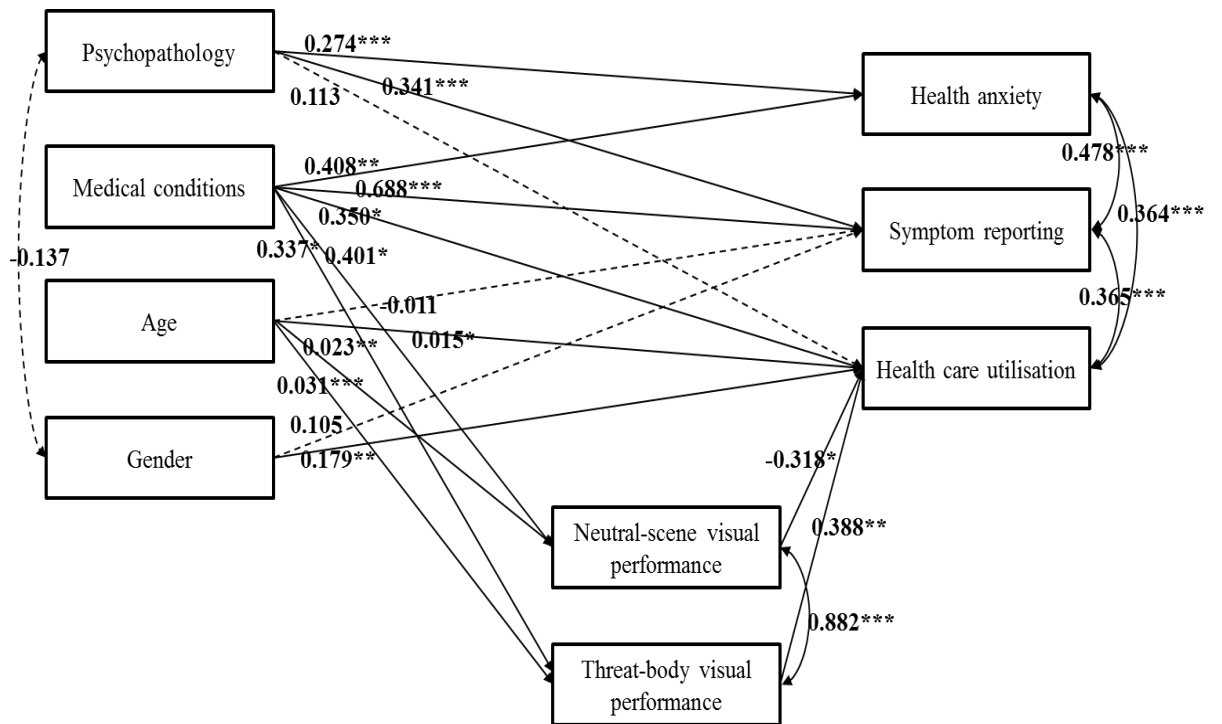 Psychopathology
0.274***
0.341***
0.113
Health anxiety
Medical conditions
0.408**
0.688***
0.350*
0.337*
0.401*
0.478***
0.364***
Symptom reporting
-0.137
Age
-0.011
0.015*
0.023**
0.031***
0.365***
Health care utilisation
Gender
0.105
0.179**
-0.318*
0.388**
Neutral-scene visual
performance
0.882***
Threat-body visual
performance